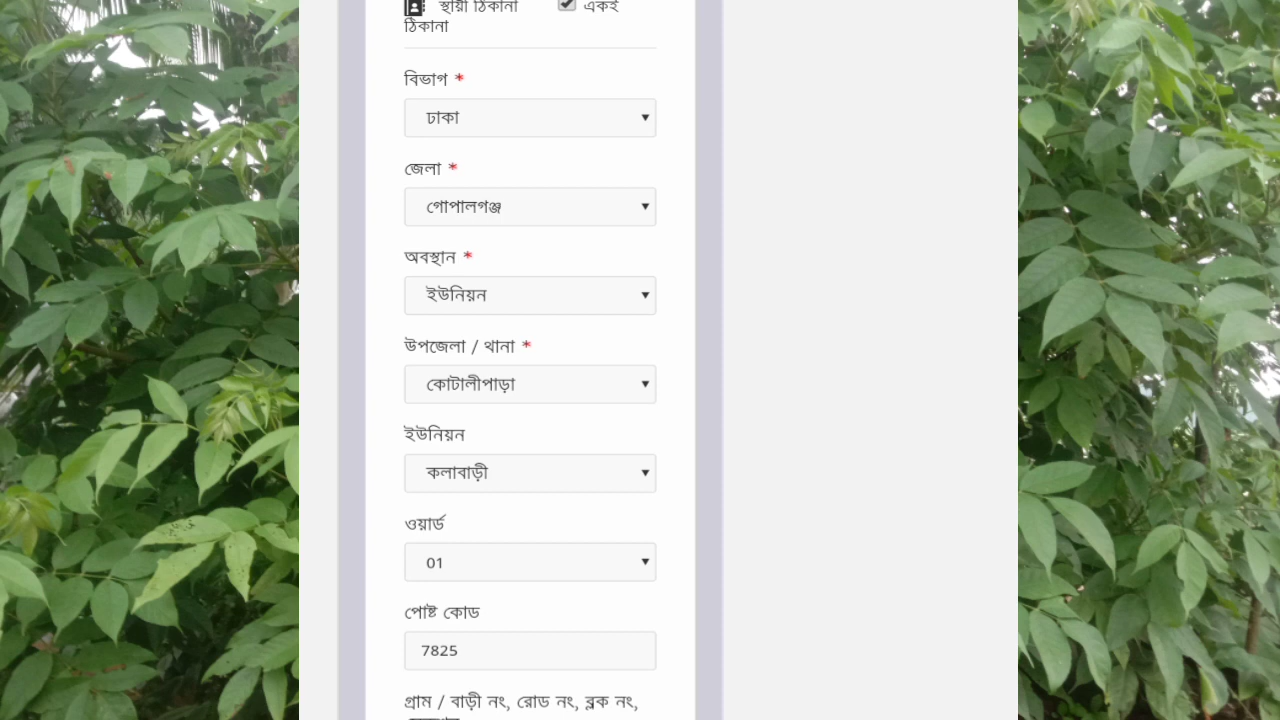 স্থায়ী ঠিকানা একই
ঠিকানা
বিভাগ *
ঢাকা
জেলা *
গোপালগঞ্জ
অবস্থান *
ইউনিয়ন
উপজেলা / থানা *
কোটালীপাড়া
ইউনিয়ন
কলাবাড়ী
ওয়ার্ড
01
পোষ্ট কোড
7825
গ্রাম / বাড়ী নং, রোড নং, ব্লক নং,